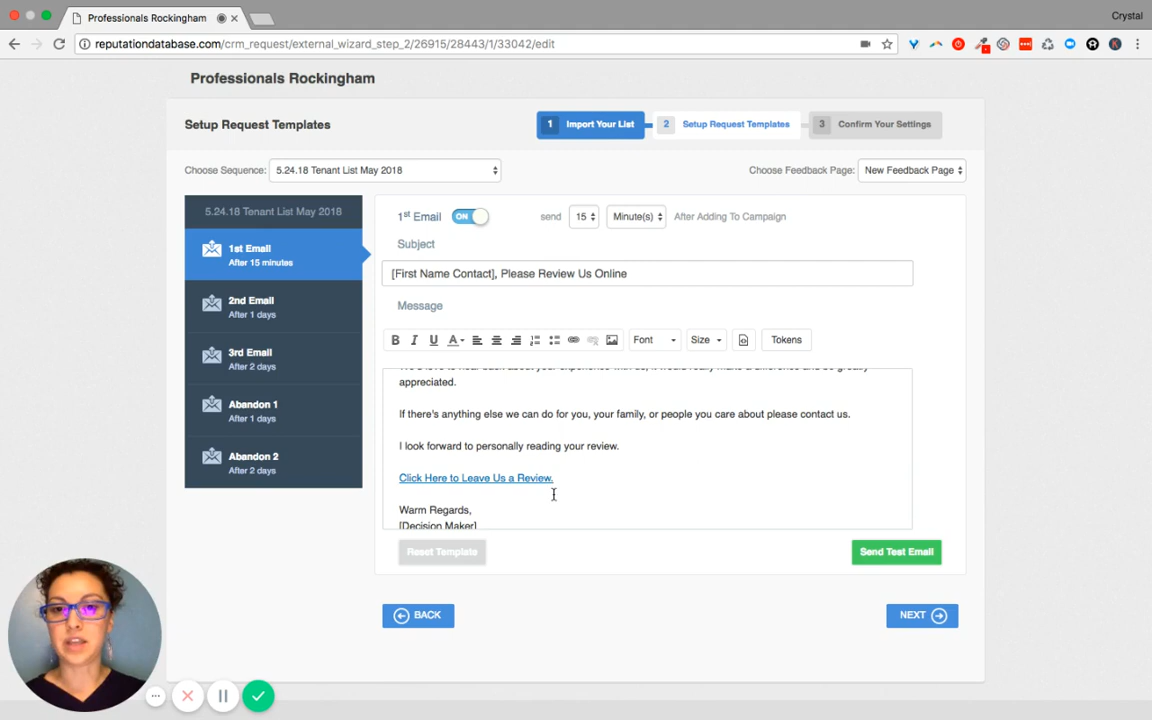 Professionals Rockingham
Crystal
reputationdatabase.com/crm_request/external_wizard_step_2/26915/28443/1/33042/edit
Professionals Rockingham
Setup Request Templates
1 Import Your List
2 Setup Request Templates
3 Confirm Your Settings
Choose Sequence: 5.24.18 Tenant List May 2018
Choose Feedback Page: New Feedback Page
5.24.18 Tenant List May 2018
1st Email
After 15 minutes
2nd Email
After 1 days
3rd Email
After 2 days
Abandon 1
After 1 days
Abandon 2
After 2 days
1st Email ON send 15 Minute(s) After Adding To Campaign
Subject
[First Name Contact], Please Review Us Online
Message
B I U A Font Size Tokens
appreciated.
If there's anything else we can do for you, your family, or people you care about please contact us.
I look forward to personally reading your review.
Click Here to Leave Us a Review.
Warm Regards,
[Decision Maker]
Reset Template
Send Test Email
BACK
NEXT